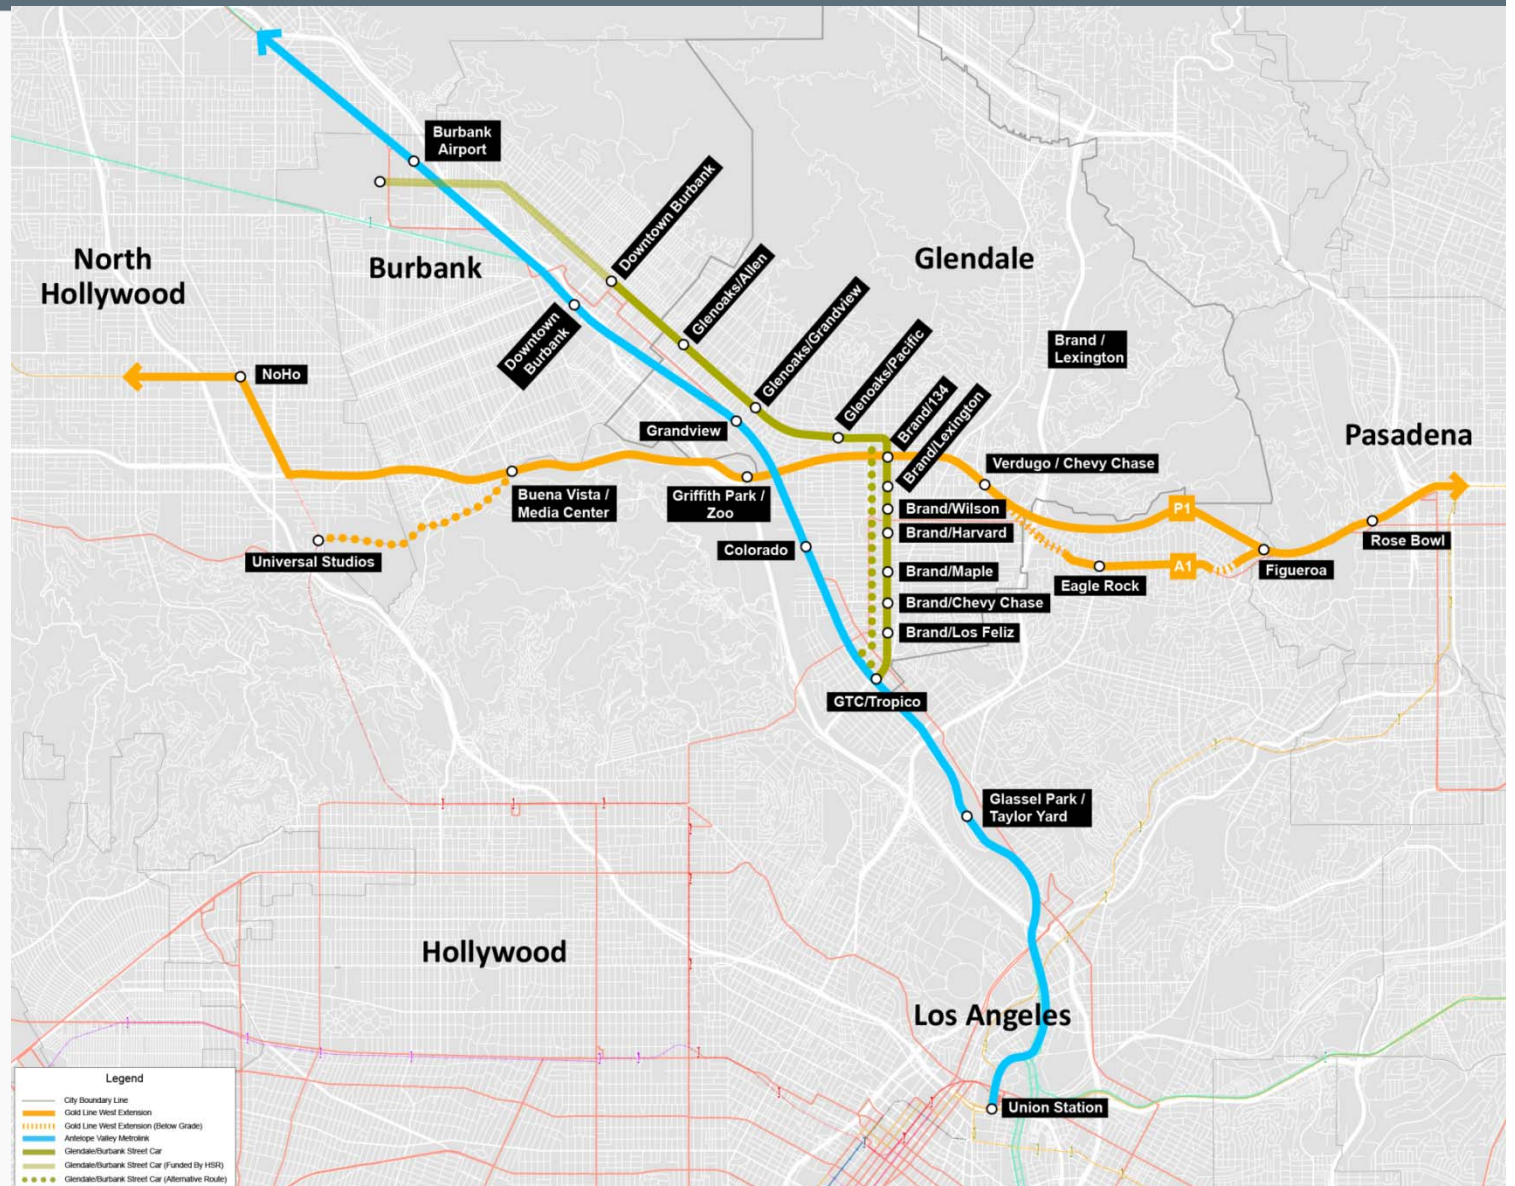 Burbank
Airport
Downtown Burbank
North
Hollywood
Burbank
Glendale
Glenoaks/Allen
Glenoaks/Grandview
Downtown
Burbank
Glenoaks/Pacific
Brand /
Lexington
NoHo
Brand/134
Brand/Lexington
Grandview
Pasadena
Verdugo / Chevy Chase
Buena Vista /
Media Center
Griffith Park /
Zoo
Brand/Wilson
P1
Brand/Harvard
Rose Bowl
Colorado
Universal Studios
Brand/Maple
A1
Figueroa
Eagle Rock
Brand/Chevy Chase
Brand/Los Feliz
GTC/Tropico
Glassel Park /
Taylor Yard
Hollywood
Los Angeles
Union Station
Legend
City Boundary Line
Gold Line West Extension
Gold Line West Extension (Below Grade)
Antelope Valley Metrolink
Glendale/Burbank Street Car
Glendale/Burbank Street Car (Funded By HSR)
Glendale/Burbank Street Car (Alternative Route)